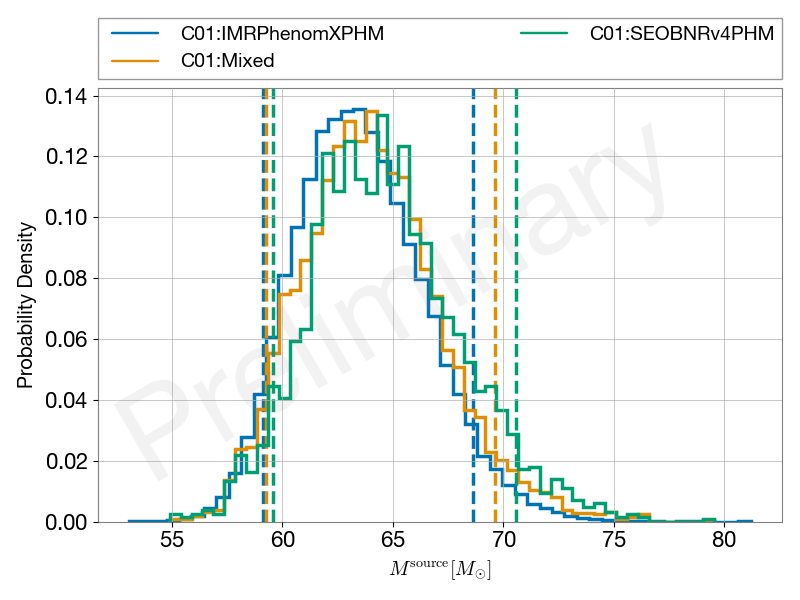 C01:IMRPhenomXPHM
C01:Mixed
C01:SEOBNRv4PHM
0.14
0.12
0.10
0.08
0.06
0.04
0.02
0.00
Probability Density
Preliminary
55 60 65 70 75 80
M^source [M_⊙]